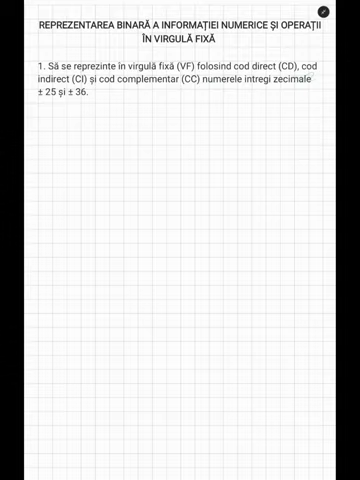 REPREZENTAREA BINARĂ A INFORMAȚIEI NUMERICE ȘI OPERAȚII
ÎN VIRGULĂ FIXĂ
1. Să se reprezinte în virgulă fixă (VF) folosind cod direct (CD), cod
indirect (CI) și cod complementar (CC) numerele intregi zecimale
± 25 și ± 36.